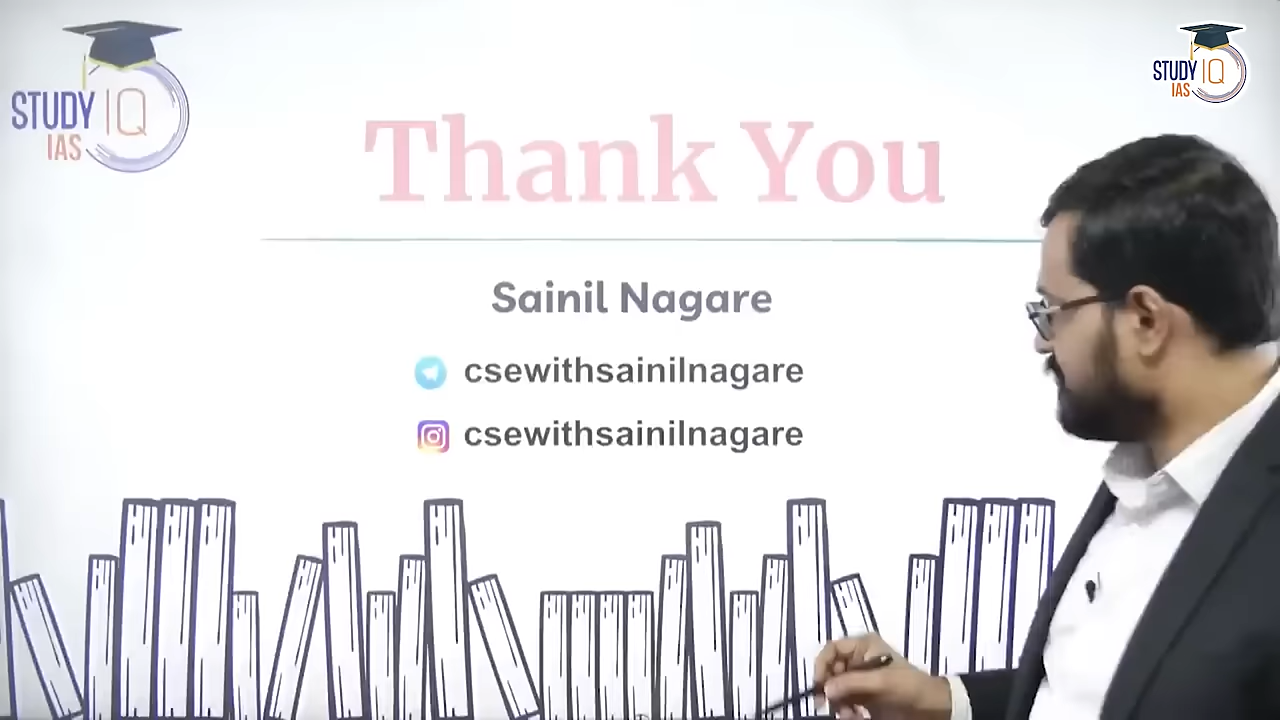 STUDY IQ
IAS
STUDY IQ
IAS
Thank You
Sainil Nagare
csewithsainilnagare
csewithsainilnagare